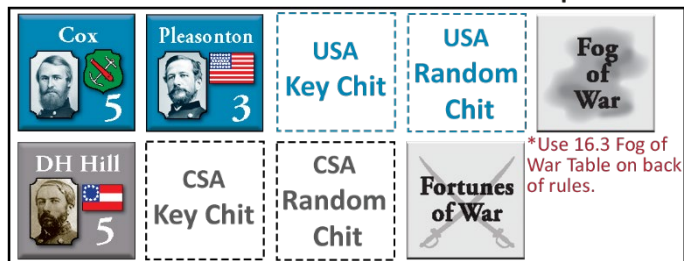 Cox
5
Pleasonton
3
USA
Key Chit
USA
Random
Chit
Fog
of
War
*Use 16.3 Fog of
War Table on back
of rules.
DH Hill
5
CSA
Key Chit
CSA
Random
Chit
Fortunes
of War